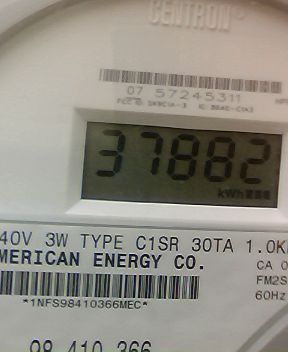 CENTRON®
07 57245311
37882
kWh
40V 3W TYPE C1SR 30TA 1.0K
MERICAN ENERGY CO.
CA 0
FM2S
60Hz
*1NFS98410366MEC*
98 410 366